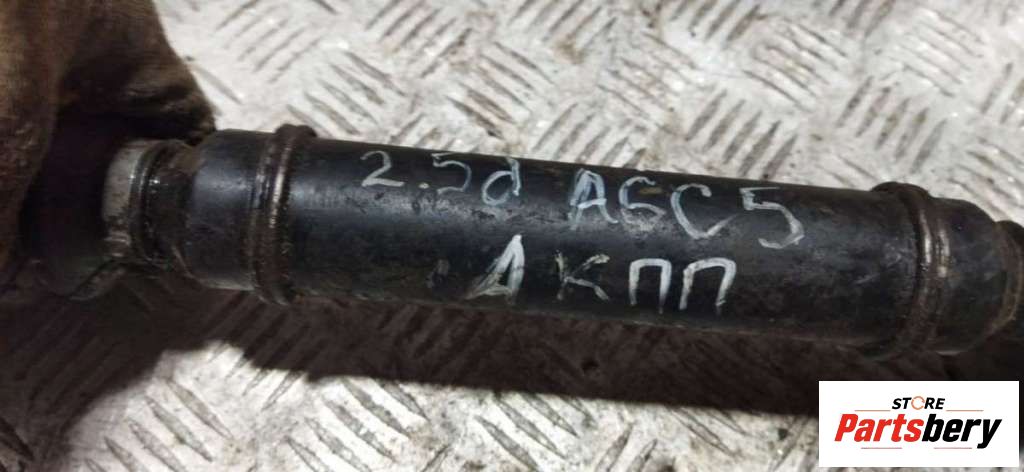 2.5d A6C5
АКПП
STORE
Partsbery